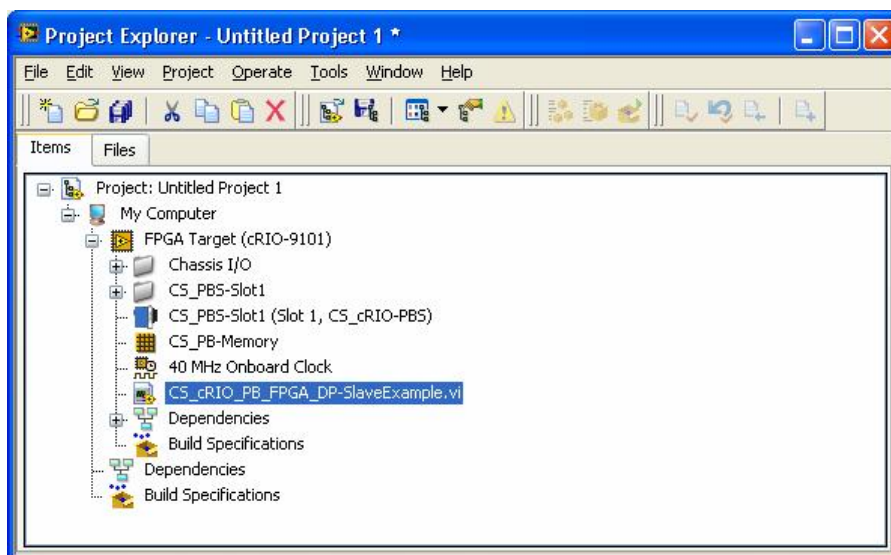 Project Explorer - Untitled Project 1 *
File Edit View Project Operate Tools Window Help
Items Files
Project: Untitled Project 1
My Computer
FPGA Target (cRIO-9101)
Chassis I/O
CS_PBS-Slot1
CS_PBS-Slot1 (Slot 1, CS_cRIO-PBS)
CS_PB-Memory
40 MHz Onboard Clock
CS_cRIO_PB_FPGA_DP-SlaveExample.vi
Dependencies
Build Specifications
Dependencies
Build Specifications